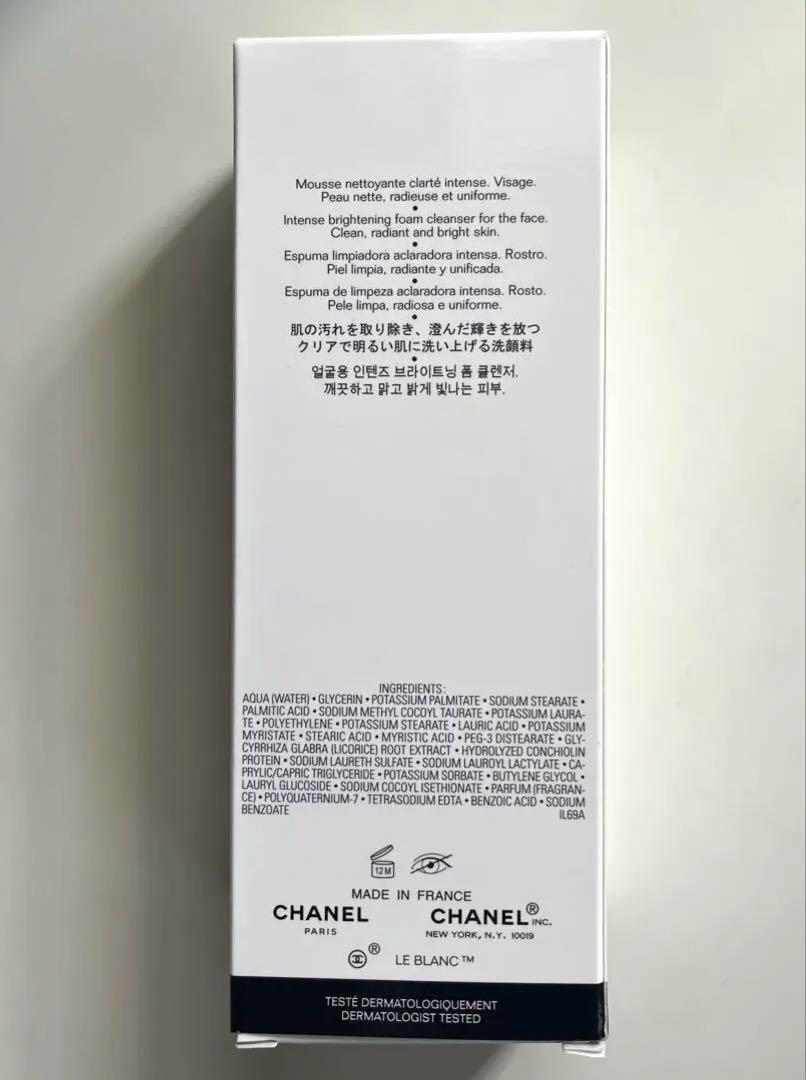 Mousse nettoyante clarté intense. Visage.
Peau nette, radieuse et uniforme.
•
Intense brightening foam cleanser for the face.
Clean, radiant and bright skin.
•
Espuma limpiadora aclaradora intensa. Rostro.
Piel limpia, radiante y unificada.
•
Espuma de limpeza aclaradora intensa. Rosto.
Pele limpa, radiosa e uniforme.
•
肌の汚れを取り除き、澄んだ輝きを放つ
クリアで明るい肌に洗い上げる洗顔料
•
얼굴용 인텐즈 브라이트닝 폼 클렌저.
깨끗하고 맑고 밝게 빛나는 피부.
INGREDIENTS:
AQUA (WATER) • GLYCERIN • POTASSIUM PALMITATE • SODIUM STEARATE •
PALMITIC ACID • SODIUM METHYL COCOYL TAURATE • POTASSIUM LAURA-
TE • POLYETHYLENE • POTASSIUM STEARATE • LAURIC ACID • POTASSIUM
MYRISTATE • STEARIC ACID • MYRISTIC ACID • PEG-3 DISTEARATE • GLY-
CYRRHIZA GLABRA (LICORICE) ROOT EXTRACT • HYDROLYZED CONCHIOLIN
PROTEIN • SODIUM LAURETH SULFATE • SODIUM LAUROYL LACTYLATE • CA-
PRYLIC/CAPRIC TRIGLYCERIDE • POTASSIUM SORBATE • BUTYLENE GLYCOL •
LAURYL GLUCOSIDE • SODIUM COCOYL ISETHIONATE • PARFUM (FRAGRAN-
CE) • POLYQUATERNIUM-7 • TETRASODIUM EDTA • BENZOIC ACID • SODIUM
BENZOATE IL69A
12M
MADE IN FRANCE
CHANEL CHANEL® INC.
PARIS NEW YORK, N.Y. 10019
® LE BLANC™
TESTÉ DERMATOLOGIQUEMENT
DERMATOLOGIST TESTED